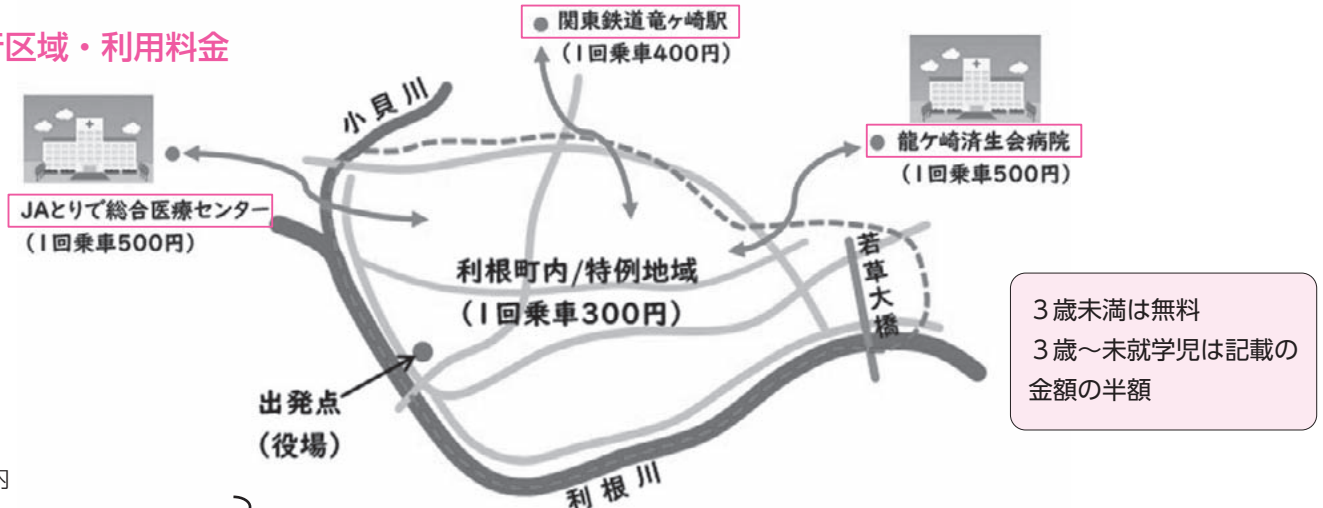 区域・利用料金
関東鉄道竜ヶ崎駅
(1回乗車400円)
小貝川
龍ケ崎済生会病院
(1回乗車500円)
JAとりで総合医療センター
(1回乗車500円)
若草大橋
利根町内/特例地域
(1回乗車300円)
3歳未満は無料
3歳～未就学児は記載の
金額の半額
出発点
(役場)
利根川
内